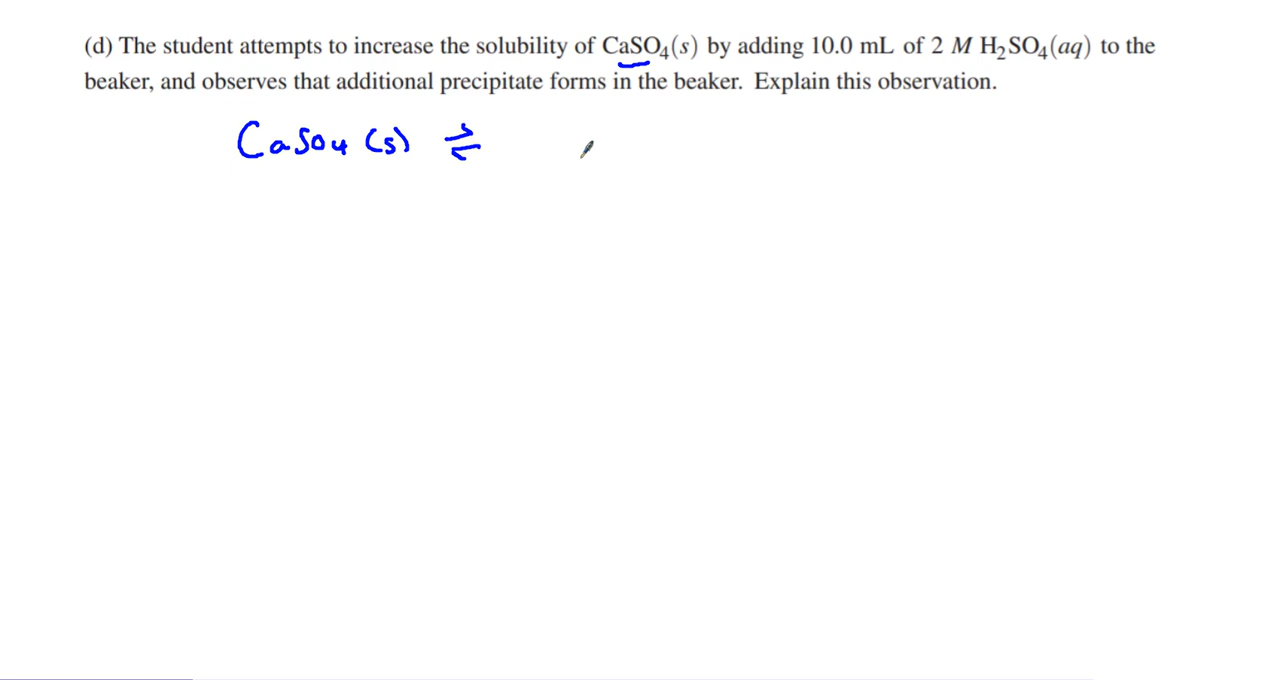 (d) The student attempts to increase the solubility of CaSO₄(s) by adding 10.0 mL of 2 M H₂SO₄(aq) to the
beaker, and observes that additional precipitate forms in the beaker. Explain this observation.
CaSO4 (s) ⇌